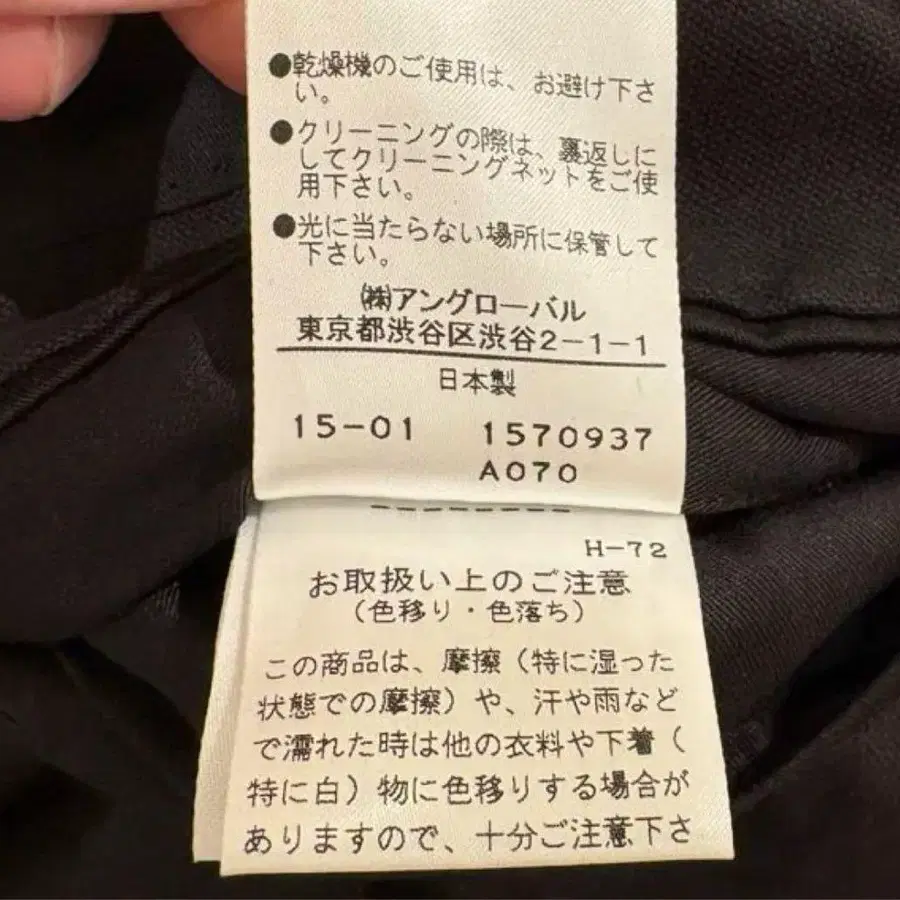 ●乾燥機のご使用は、お避け下さ
い。
●クリーニングの際は、裏返しに
してクリーニングネットをご使
用下さい。
●光に当たらない場所に保管して
下さい。
㈱アングローバル
東京都渋谷区渋谷2-1-1
日本製
15-01 1570937
A070
H-72
お取扱い上のご注意
(色移り・色落ち)
この商品は、摩擦(特に湿った
状態での摩擦)や、汗や雨など
で濡れた時は他の衣料や下着(
特に白)物に色移りする場合が
ありますので、十分ご注意下さ